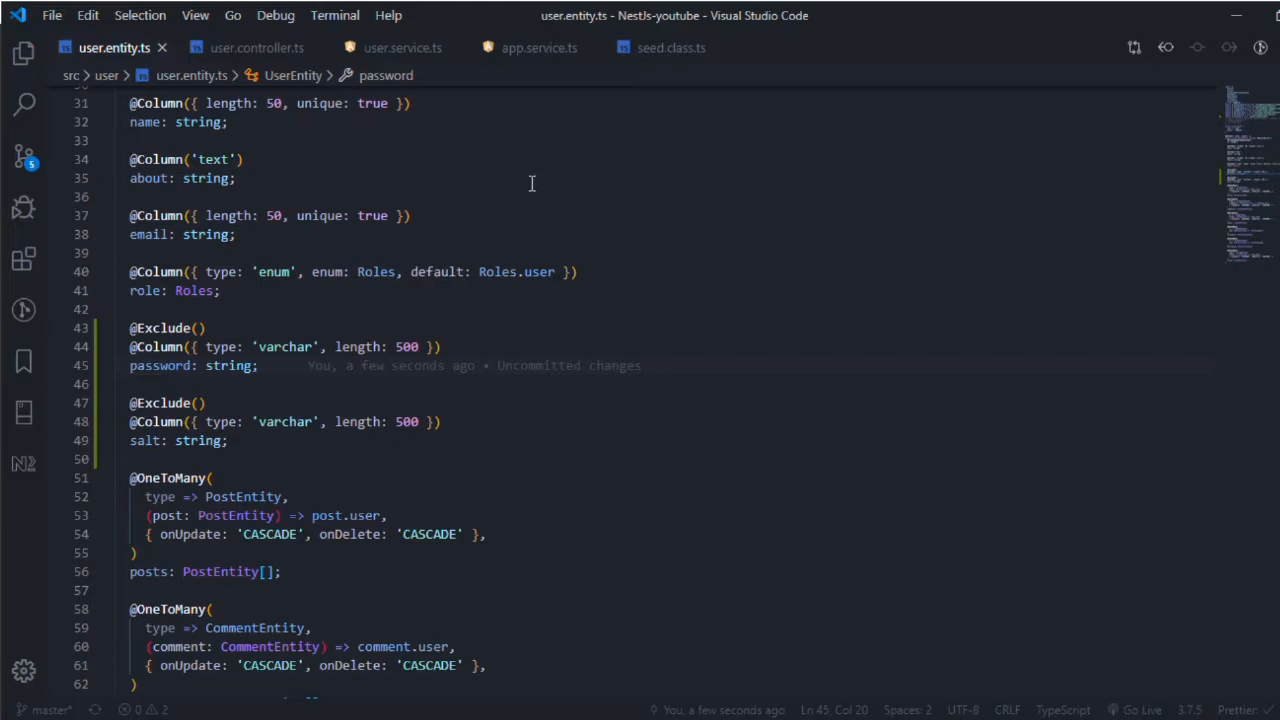 File Edit Selection View Go Debug Terminal Help user.entity.ts - NestJs-youtube - Visual Studio Code
TS user.entity.ts TS user.controller.ts user.service.ts app.service.ts TS seed.class.ts
src > user > TS user.entity.ts > UserEntity > password
31 @Column({ length: 50, unique: true })
32 name: string;
33
34 @Column('text')
35 about: string;
36
37 @Column({ length: 50, unique: true })
38 email: string;
39
40 @Column({ type: 'enum', enum: Roles, default: Roles.user })
41 role: Roles;
42
43 @Exclude()
44 @Column({ type: 'varchar', length: 500 })
45 password: string; You, a few seconds ago • Uncommitted changes
46
47 @Exclude()
48 @Column({ type: 'varchar', length: 500 })
49 salt: string;
50
51 @OneToMany(
52 type => PostEntity,
53 (post: PostEntity) => post.user,
54 { onUpdate: 'CASCADE', onDelete: 'CASCADE' },
55 )
56 posts: PostEntity[];
57
58 @OneToMany(
59 type => CommentEntity,
60 (comment: CommentEntity) => comment.user,
61 { onUpdate: 'CASCADE', onDelete: 'CASCADE' },
62 )
5
master* 0 2 You, a few seconds ago Ln 45, Col 20 Spaces: 2 UTF-8 CRLF TypeScript Go Live 3.7.5 Prettier: ✓